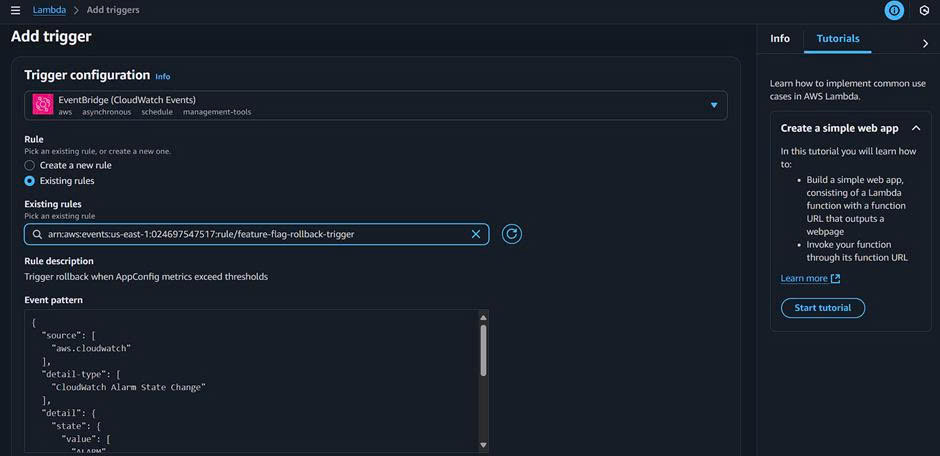 Lambda > Add triggers
Add trigger
Trigger configuration Info
EventBridge (CloudWatch Events)
aws asynchronous schedule management-tools
Rule
Pick an existing rule, or create a new one.
Create a new rule
Existing rules
Existing rules
Pick an existing rule
arn:aws:events:us-east-1:024697547517:rule/feature-flag-rollback-trigger
Rule description
Trigger rollback when AppConfig metrics exceed thresholds
Event pattern
{
"source": [
"aws.cloudwatch"
],
"detail-type": [
"CloudWatch Alarm State Change"
],
"detail": {
"state": {
"value": [
"ALARM"
Info
Tutorials
Learn how to implement common use
cases in AWS Lambda.
Create a simple web app
In this tutorial you will learn how
to:
• Build a simple web app,
consisting of a Lambda
function with a function
URL that outputs a
webpage
• Invoke your function
through its function URL
Learn more
Start tutorial